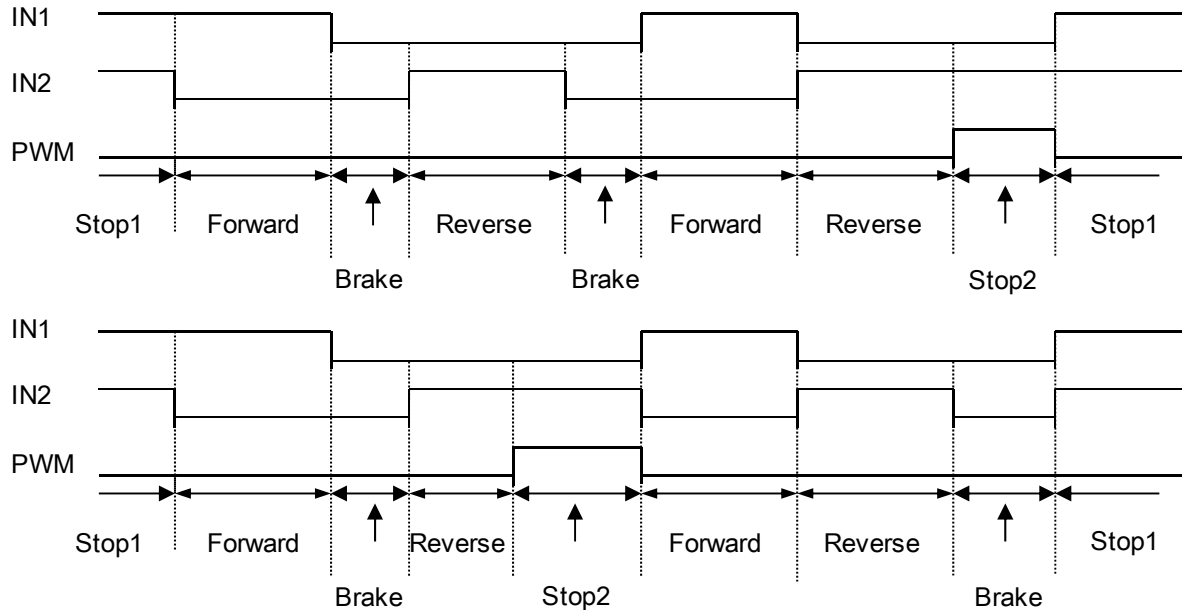 IN1
IN2
PWM
Stop1 Forward Reverse Forward Reverse Stop1
Brake Brake Stop2
IN1
IN2
PWM
Stop1 Forward Reverse Forward Reverse Stop1
Brake Stop2 Brake